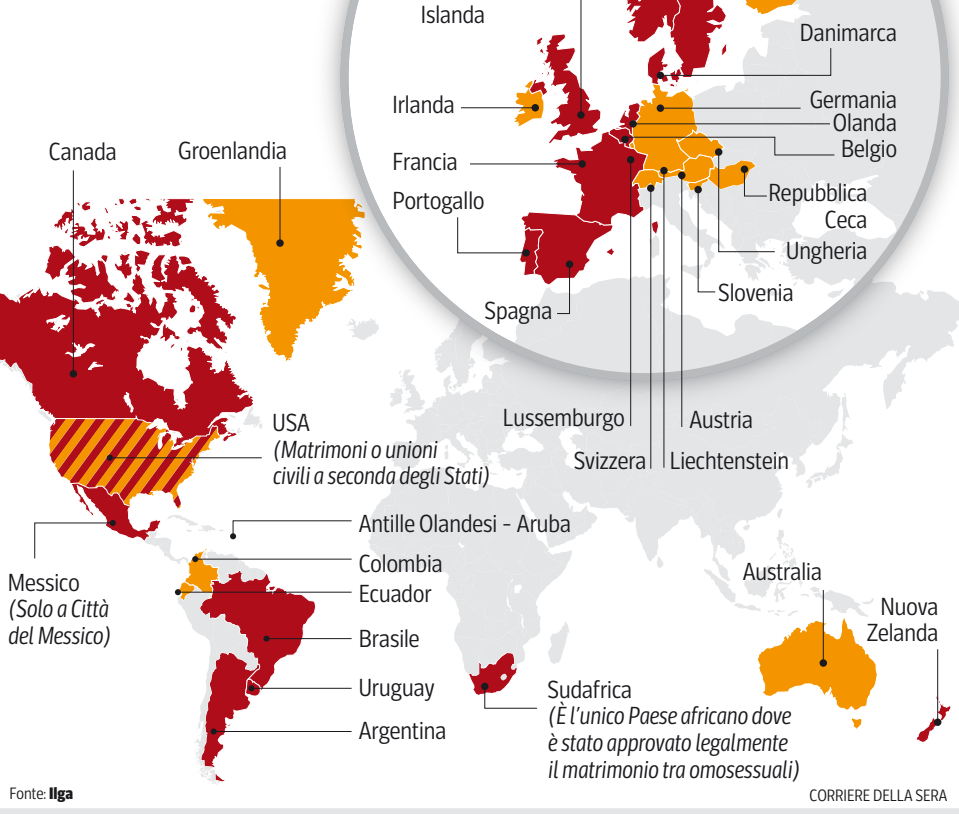 Islanda
Danimarca
Irlanda
Germania
Olanda
Belgio
Canada
Groenlandia
Francia
Portogallo
Repubblica
Ceca
Ungheria
Slovenia
Spagna
Lussemburgo
Austria
Svizzera
Liechtenstein
USA
(Matrimoni o unioni
civili a seconda degli Stati)
Antille Olandesi - Aruba
Colombia
Ecuador
Messico
(Solo a Città
del Messico)
Brasile
Uruguay
Argentina
Australia
Nuova
Zelanda
Sudafrica
(È l'unico Paese africano dove
è stato approvato legalmente
il matrimonio tra omosessuali)
Fonte: Ilga
CORRIERE DELLA SERA